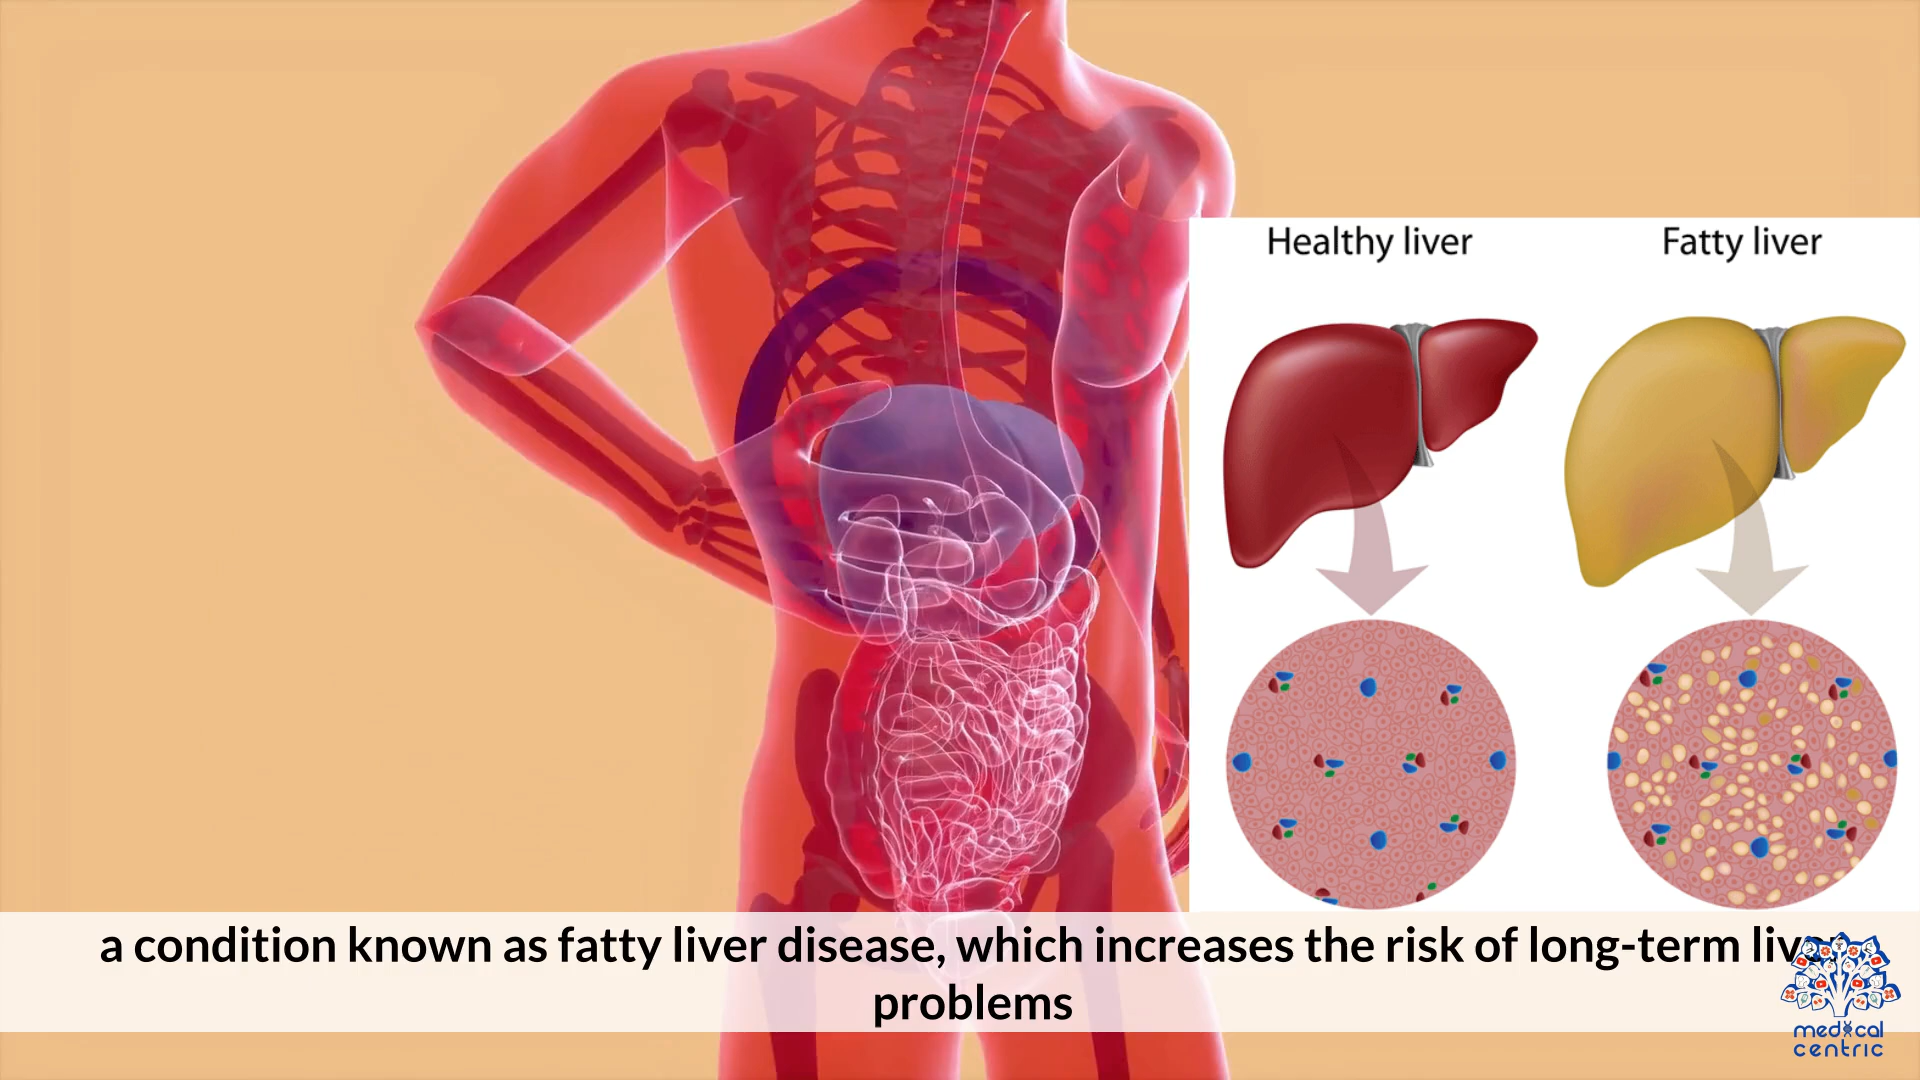 Healthy liver
Fatty liver
a condition known as fatty liver disease, which increases the risk of long-term liver
problems
medical
centric